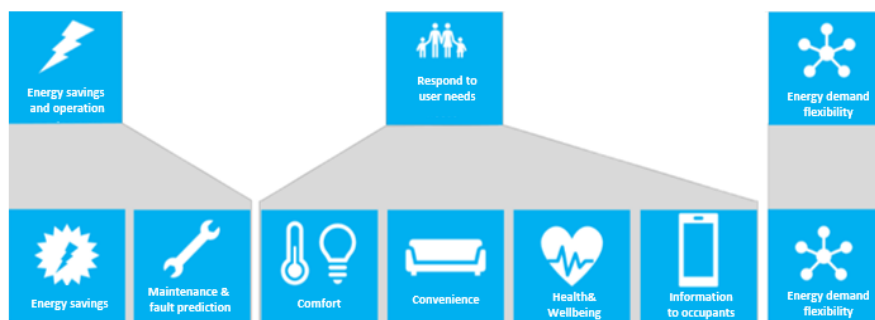 Energy savings
and operation
Respond to
user needs
Energy demand
flexibility
Energy savings
Maintenance &
fault prediction
Comfort
Convenience
Health&
Wellbeing
Information
to occupants
Energy demand
flexibility